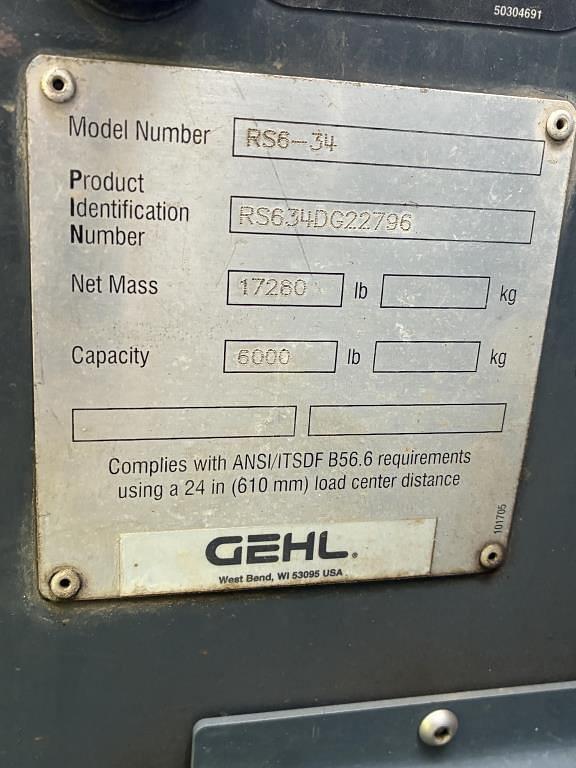 50304691
Model Number RS6-34
Product
Identification
Number RS634DG22796
Net Mass 17260 lb kg
Capacity 6000 lb kg
Complies with ANSI/ITSDF B56.6 requirements
using a 24 in (610 mm) load center distance
101705
GEHL®
West Bend, WI 53095 USA